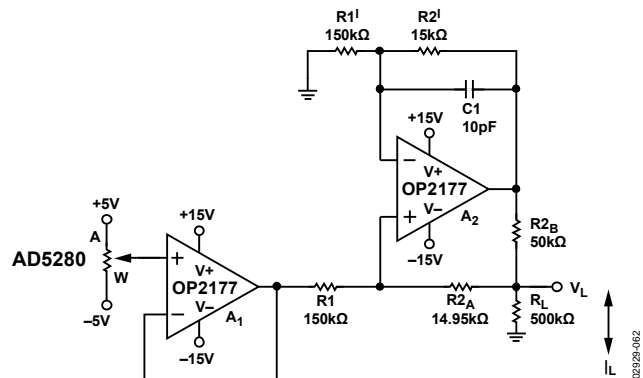 R1I
150kΩ
R2I
15kΩ
C1
10pF
+15V
V+
OP2177
V–
A2
–15V
+5V
A
AD5280
W
–5V
+15V
V+
OP2177
V–
A1
–15V
R1
150kΩ
R2A
14.95kΩ
R2B
50kΩ
VL
RL
500kΩ
IL
02929-062